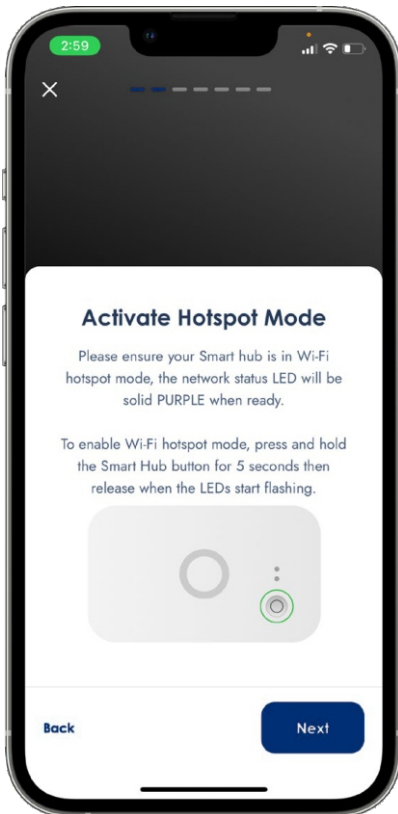 2:59
Activate Hotspot Mode
Please ensure your Smart hub is in Wi-Fi
hotspot mode, the network status LED will be
solid PURPLE when ready.
To enable Wi-Fi hotspot mode, press and hold
the Smart Hub button for 5 seconds then
release when the LEDs start flashing.
Back
Next